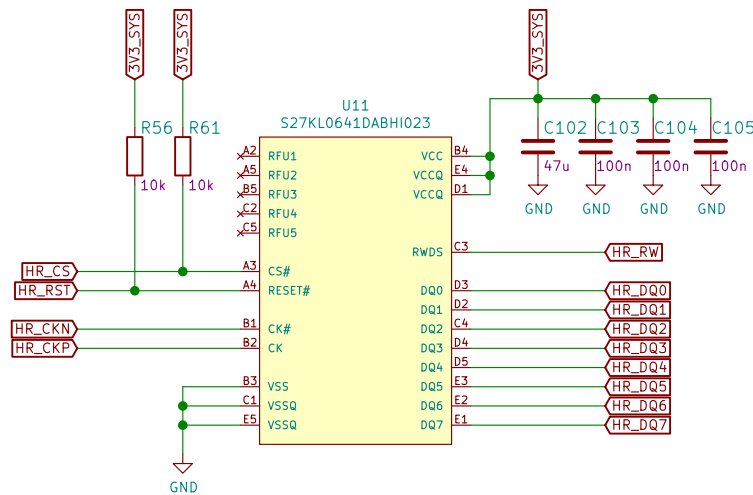 3V3_SYS
3V3_SYS
3V3_SYS
R56
10k
R61
10k
U11
S27KL0641DABHI023
C102
47u
C103
100n
C104
100n
C105
100n
GND
GND
GND
GND
A2 RFU1
A5 RFU2
B5 RFU3
C2 RFU4
C5 RFU5
HR_CS A3 CS#
HR_RST A4 RESET#
HR_CKN B1 CK#
HR_CKP B2 CK
B3 VSS
C1 VSSQ
E5 VSSQ
GND
VCC B4
VCCQ E4
VCCQ D1
RWDS C3 HR_RW
DQ0 D3 HR_DQ0
DQ1 D2 HR_DQ1
DQ2 C4 HR_DQ2
DQ3 D4 HR_DQ3
DQ4 D5 HR_DQ4
DQ5 E3 HR_DQ5
DQ6 E2 HR_DQ6
DQ7 E1 HR_DQ7